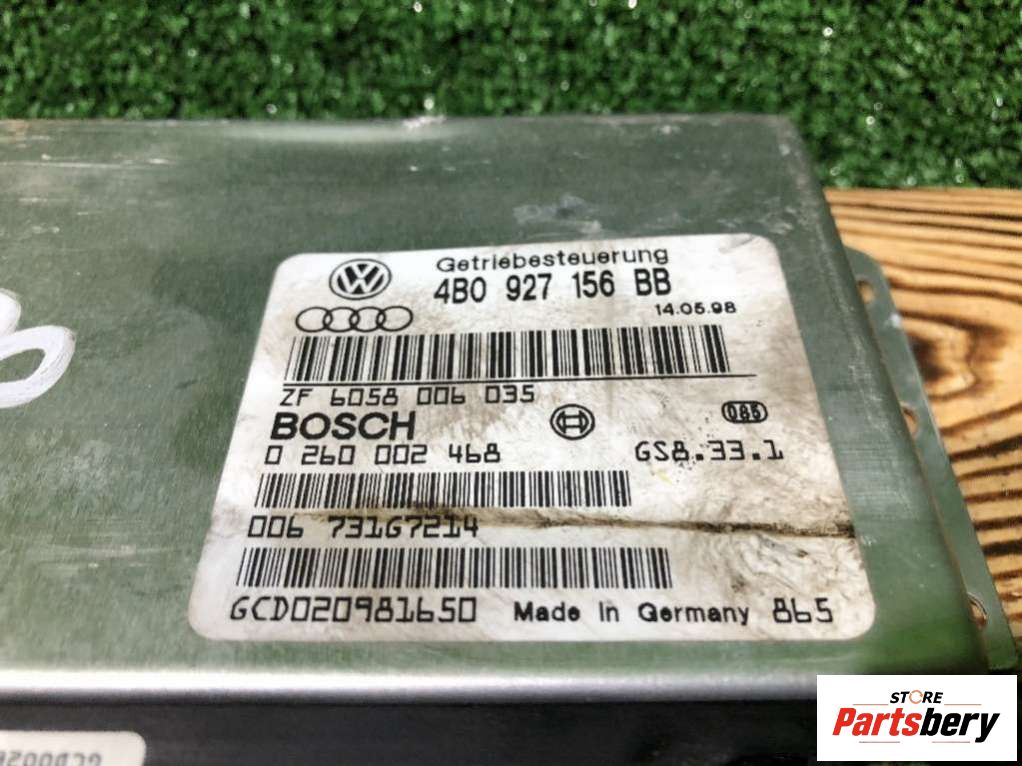 Getriebesteuerung
4B0 927 156 BB
14.05.98
ZF 6058 006 035
BOSCH
085
0 260 002 468
GS8.33.1
006 731G7214
GCD020981650 Made in Germany 865
STORE
Partsbery